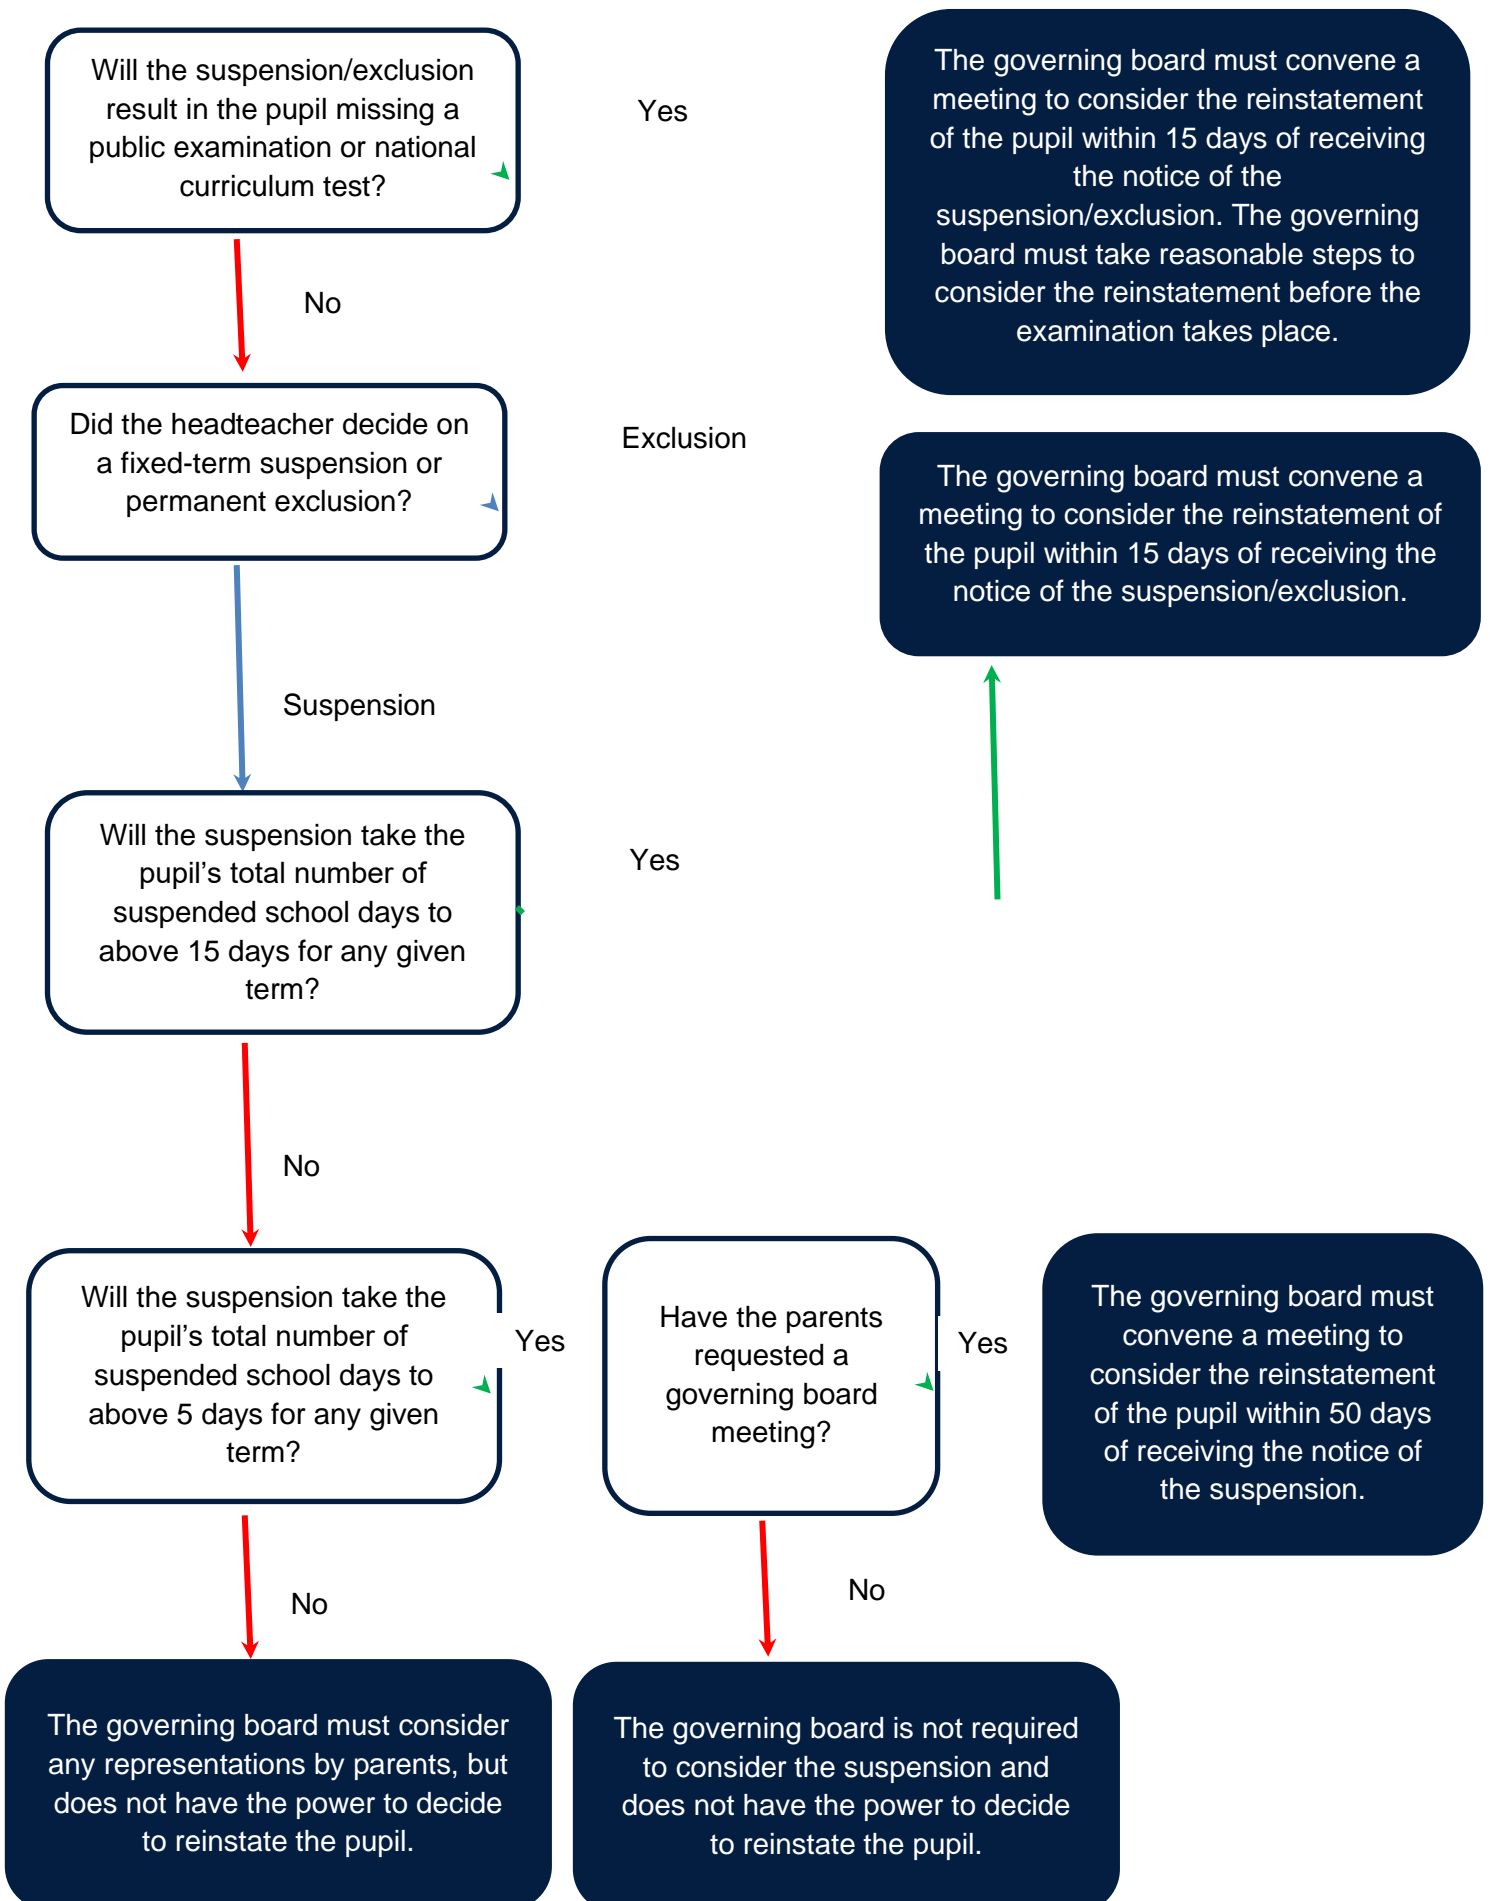 Will the suspension/exclusion
result in the pupil missing a
public examination or national
curriculum test?
Yes
The governing board must convene a
meeting to consider the reinstatement
of the pupil within 15 days of receiving
the notice of the
suspension/exclusion. The governing
board must take reasonable steps to
consider the reinstatement before the
examination takes place.
No
Did the headteacher decide on
a fixed-term suspension or
permanent exclusion?
Exclusion
The governing board must convene a
meeting to consider the reinstatement of
the pupil within 15 days of receiving the
notice of the suspension/exclusion.
Suspension
Will the suspension take the
pupil’s total number of
suspended school days to
above 15 days for any given
term?
Yes
No
Will the suspension take the
pupil’s total number of
suspended school days to
above 5 days for any given
term?
Yes
Have the parents
requested a
governing board
meeting?
Yes
The governing board must
convene a meeting to
consider the reinstatement
of the pupil within 50 days
of receiving the notice of
the suspension.
No
No
The governing board must consider
any representations by parents, but
does not have the power to decide
to reinstate the pupil.
The governing board is not required
to consider the suspension and
does not have the power to decide
to reinstate the pupil.